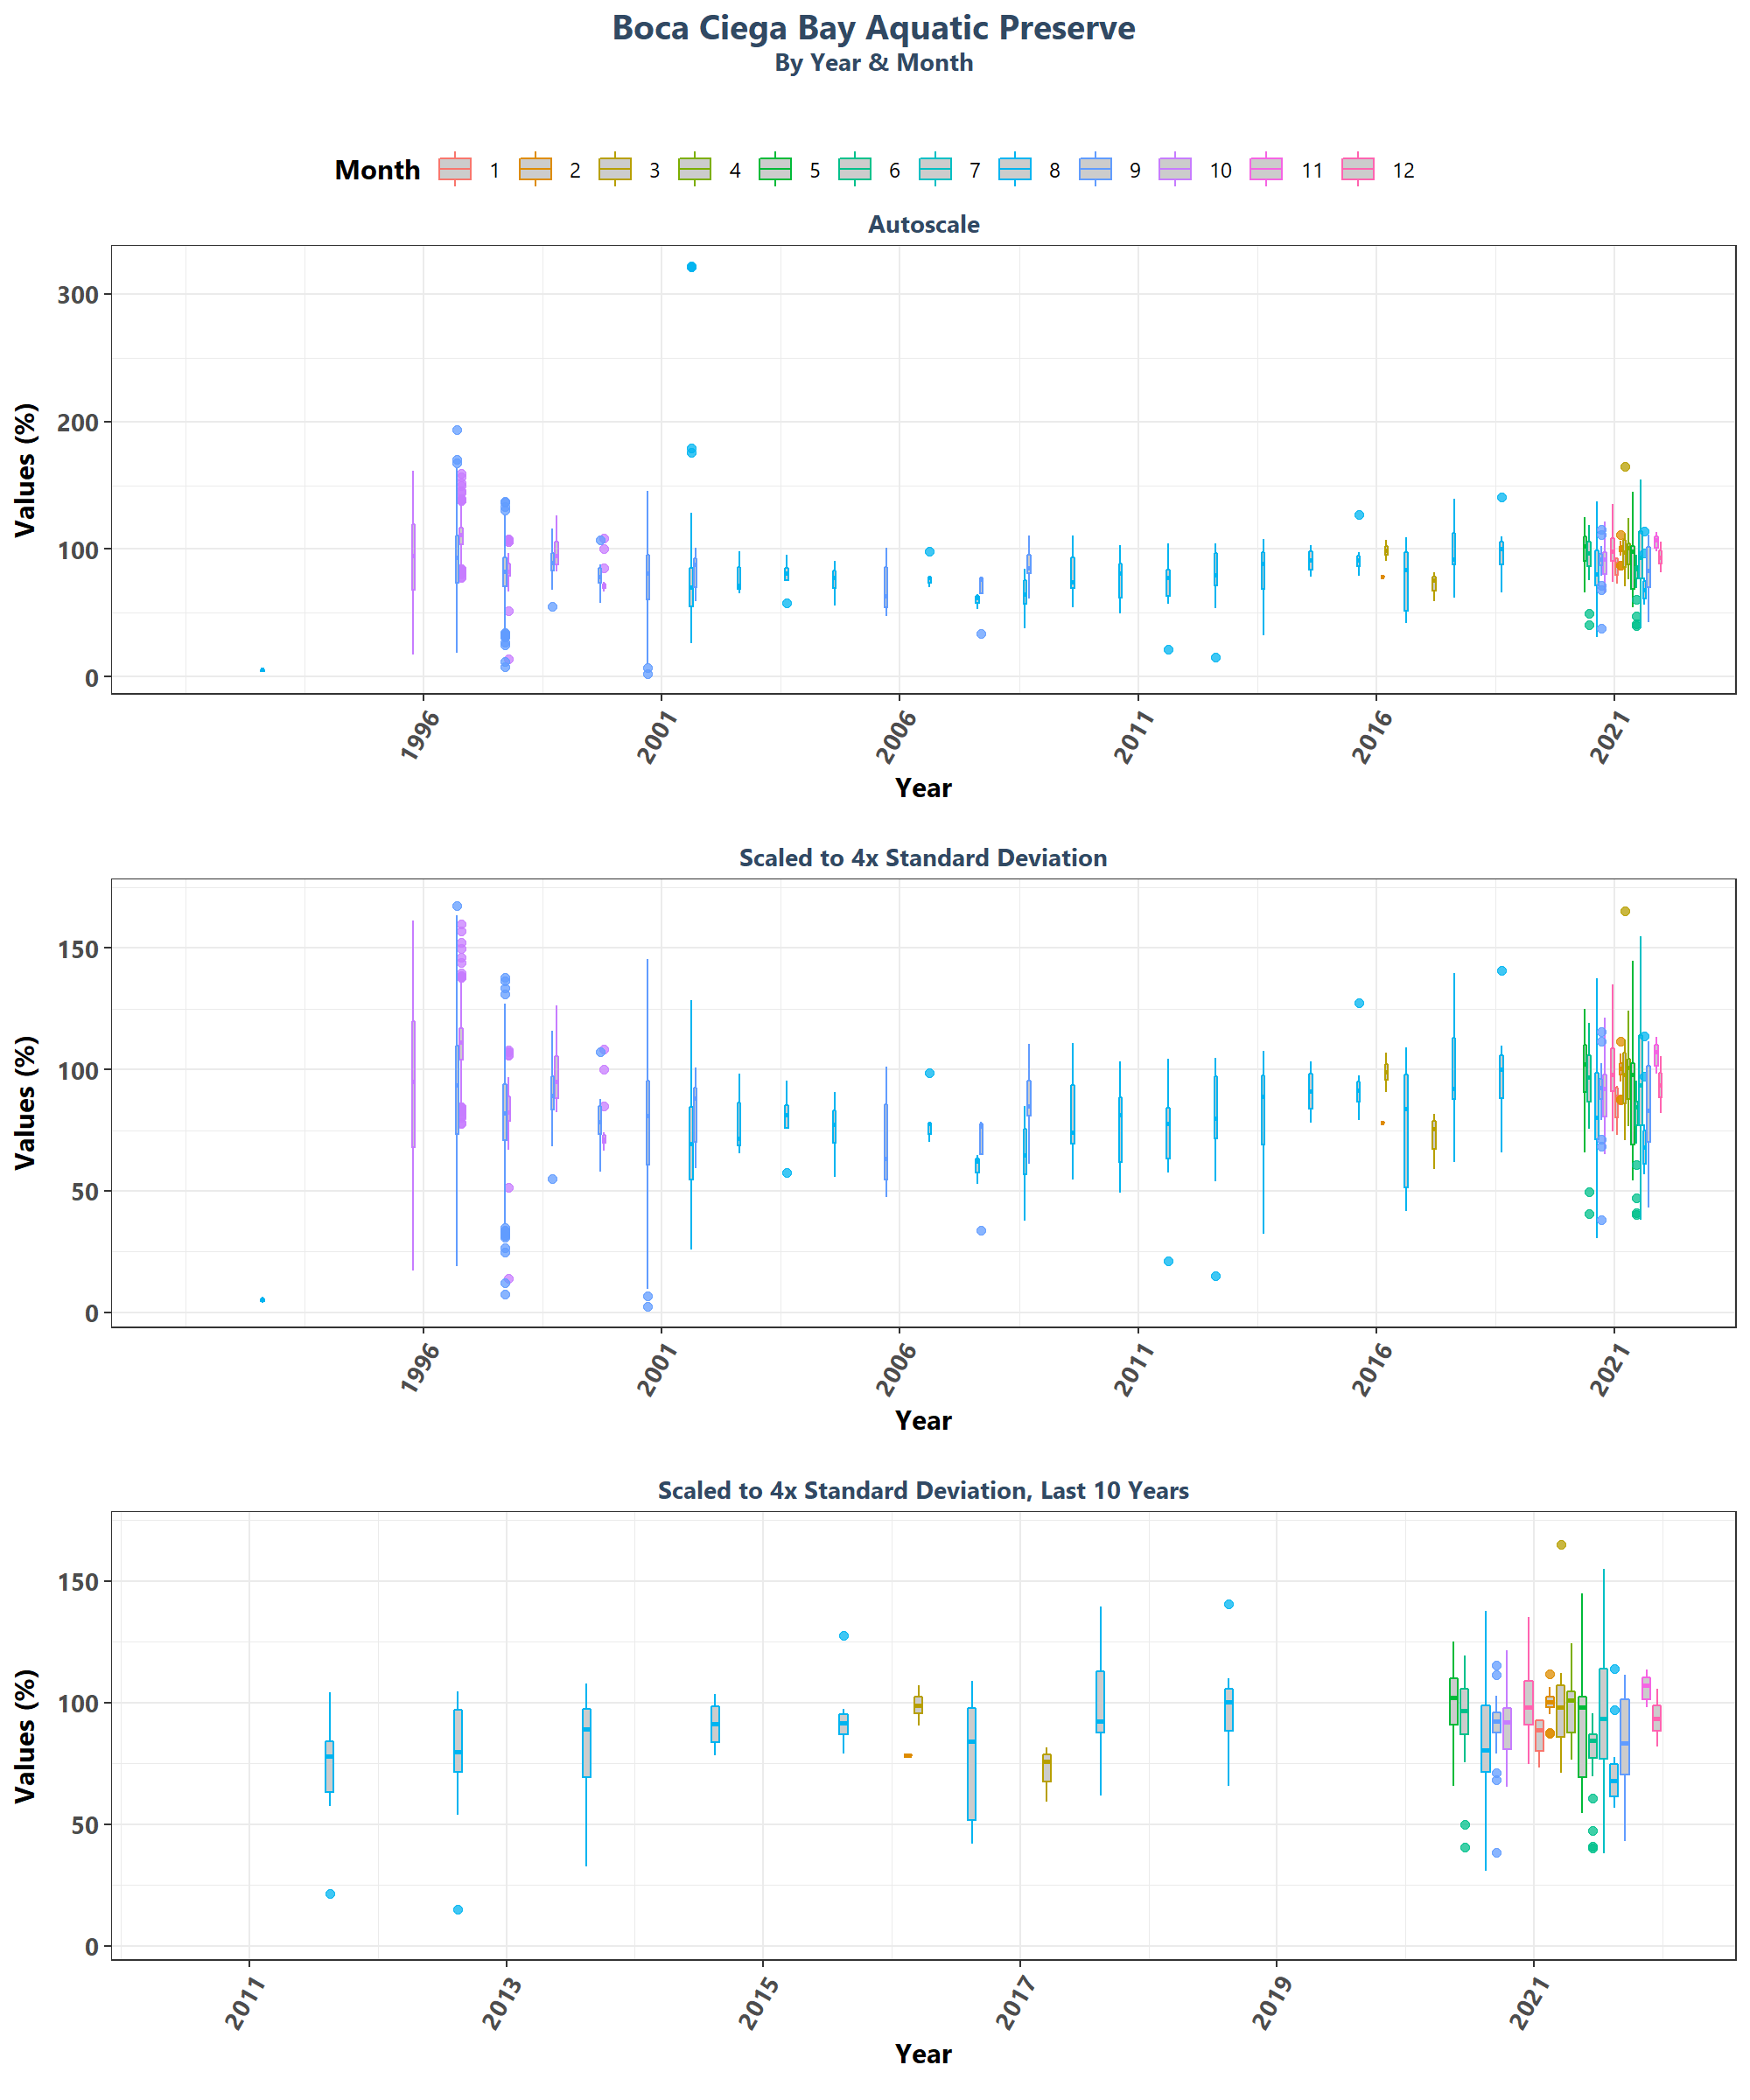 Boca Ciega Bay Aquatic Preserve
By Year & Month
Month 1 2 3 4 5 6 7 8 9 10 11 12
Autoscale
Values (%)
300
200
100
0
1996 2001 2006 2011 2016 2021
Year
Scaled to 4x Standard Deviation
Values (%)
150
100
50
0
1996 2001 2006 2011 2016 2021
Year
Scaled to 4x Standard Deviation, Last 10 Years
Values (%)
150
100
50
0
2011 2013 2015 2017 2019 2021
Year